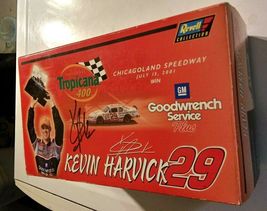 Revell
COLLECTION
Tropicana
400
CHICAGOLAND SPEEDWAY
JULY 15, 2001
WIN
GM
Goodwrench
Service
Plus
KEVIN HARVICK 29